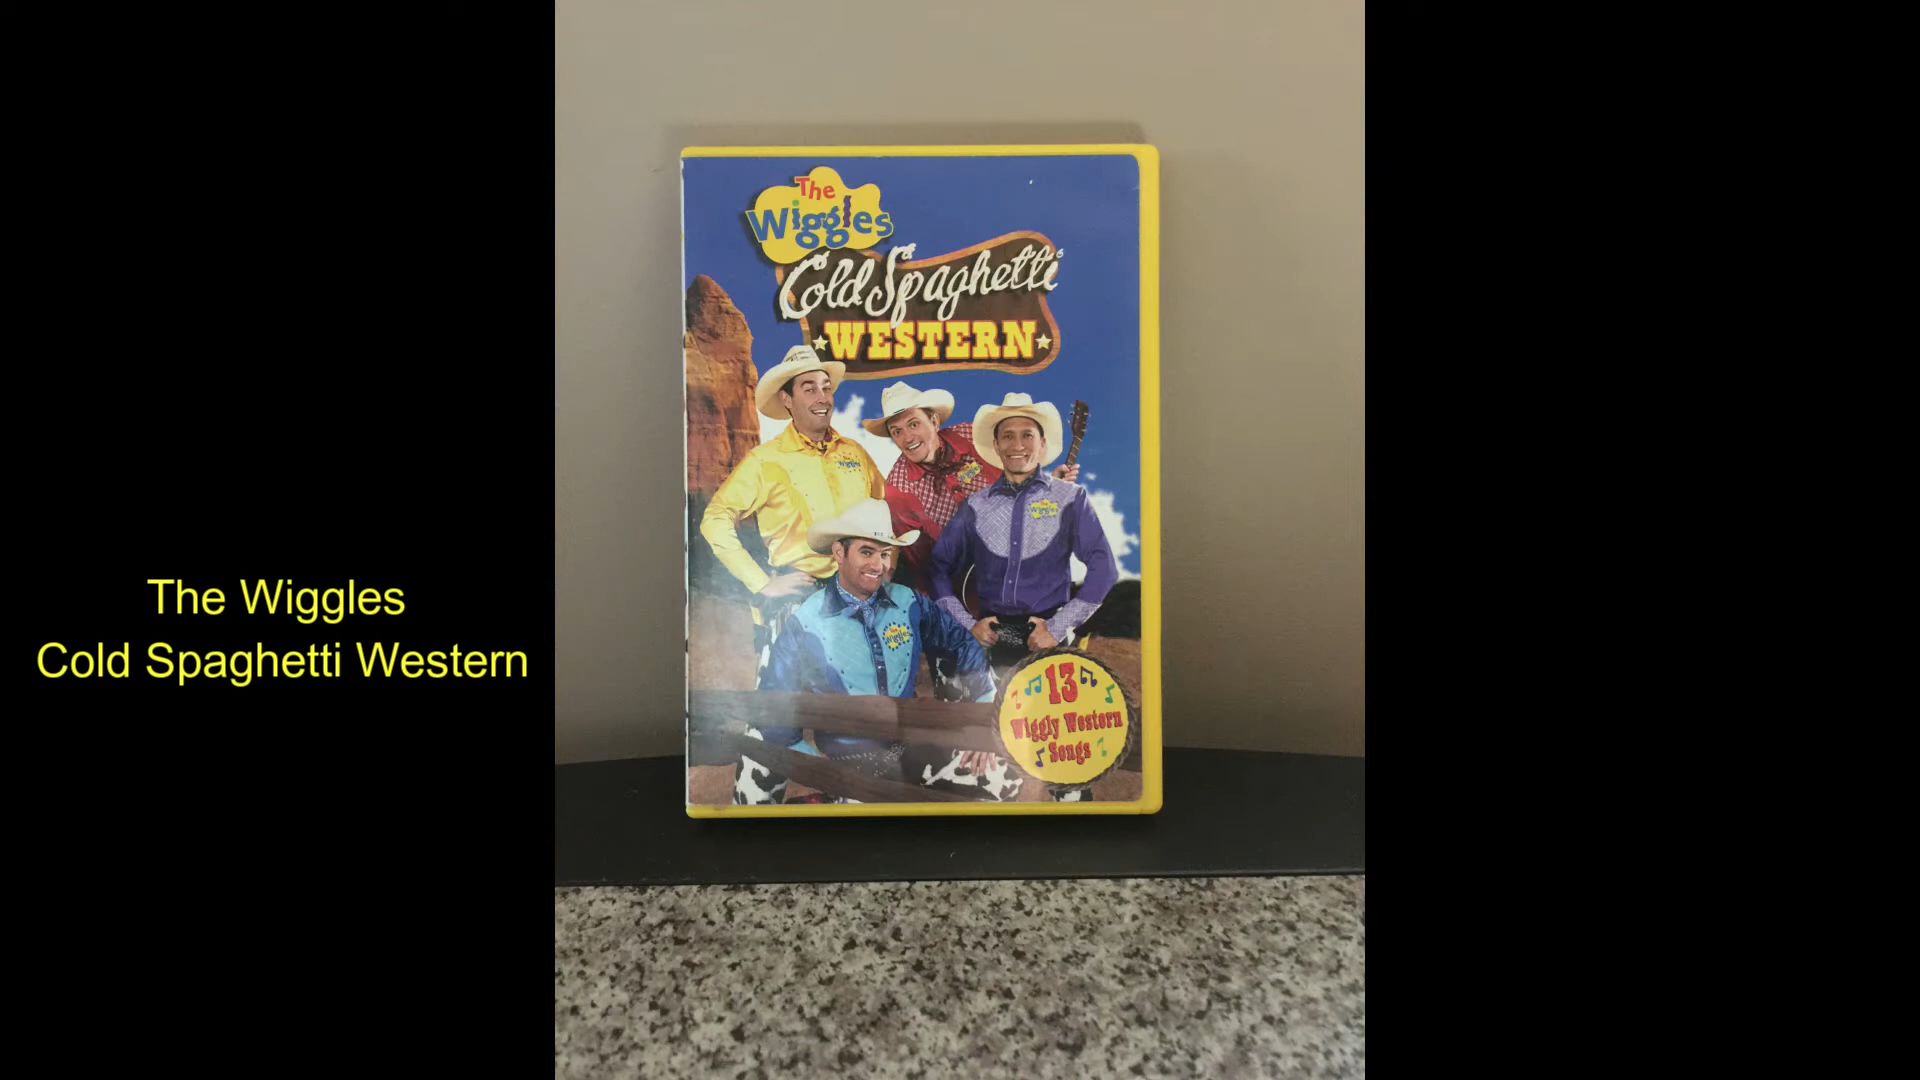 The Wiggles
Cold Spaghetti Western
The
Wiggles
Cold Spaghetti
WESTERN
13
Wiggly Western
Songs